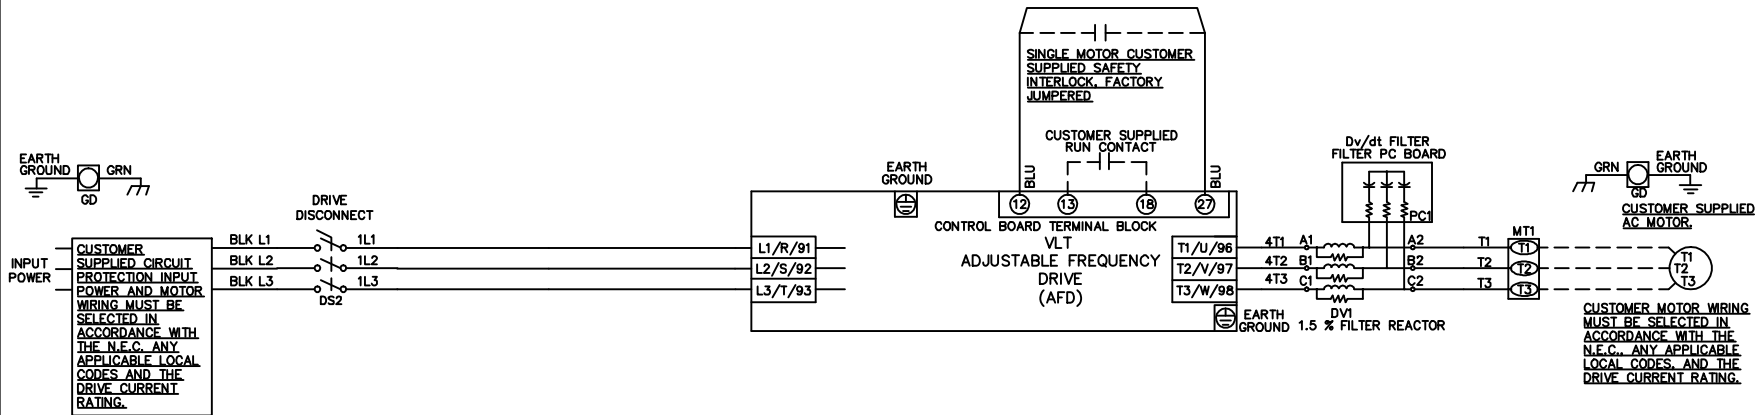 SINGLE MOTOR CUSTOMER
SUPPLIED SAFETY
INTERLOCK, FACTORY
JUMPERED
CUSTOMER SUPPLIED
RUN CONTACT
BLU
BLU
Dv/dt FILTER
FILTER PC BOARD
PC1
EARTH
GROUND
GRN
GD
DRIVE
DISCONNECT
EARTH
GROUND
12
13
18
27
CONTROL BOARD TERMINAL BLOCK
VLT
ADJUSTABLE FREQUENCY
DRIVE
(AFD)
GRN
EARTH
GROUND
GD
CUSTOMER SUPPLIED
AC MOTOR.
INPUT
POWER
CUSTOMER
SUPPLIED CIRCUIT
PROTECTION INPUT
POWER AND MOTOR
WIRING MUST BE
SELECTED IN
ACCORDANCE WITH
THE N.E.C. ANY
APPLICABLE LOCAL
CODES AND THE
DRIVE CURRENT
RATING.
BLK L1
BLK L2
BLK L3
DS2
1L1
1L2
1L3
L1/R/91
L2/S/92
L3/T/93
T1/U/96
T2/V/97
T3/W/98
EARTH
GROUND
4T1
4T2
4T3
A1
B1
C1
DV1
1.5 % FILTER REACTOR
A2
B2
C2
T1
T2
T3
MT1
T1
T2
T3
T1
T2
T3
CUSTOMER MOTOR WIRING
MUST BE SELECTED IN
ACCORDANCE WITH THE
N.E.C., ANY APPLICABLE
LOCAL CODES, AND THE
DRIVE CURRENT RATING.